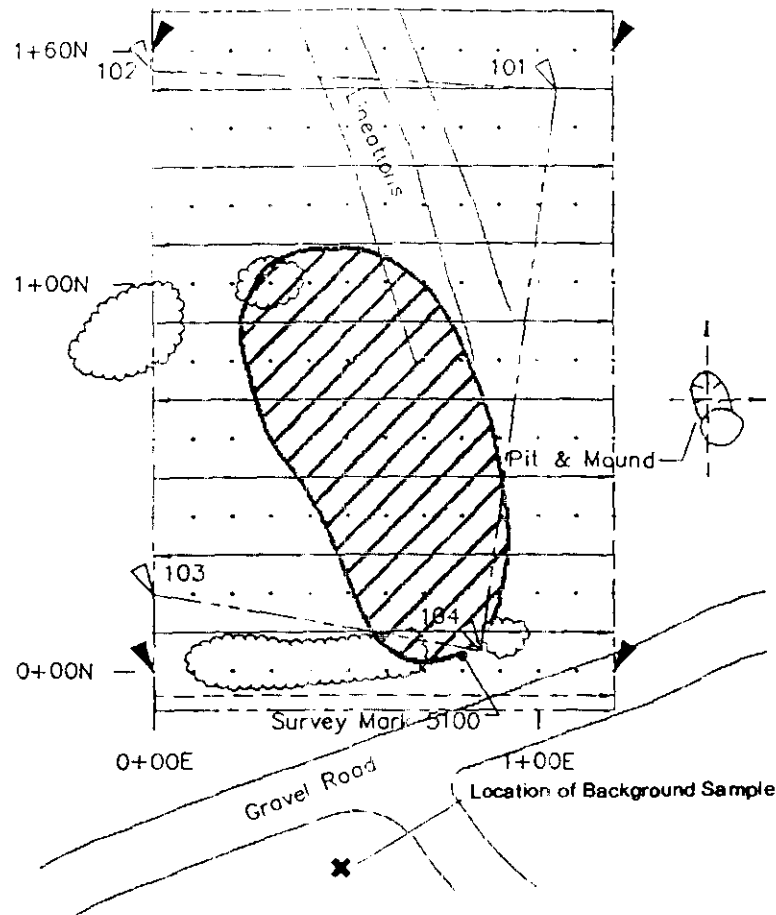 1+60N
102
101
Lineations
1+00N
Pit & Mound
103
104
0+00N
Survey Mark 5100
0+00E
1+00E
Gravel Road
Location of Background Sample